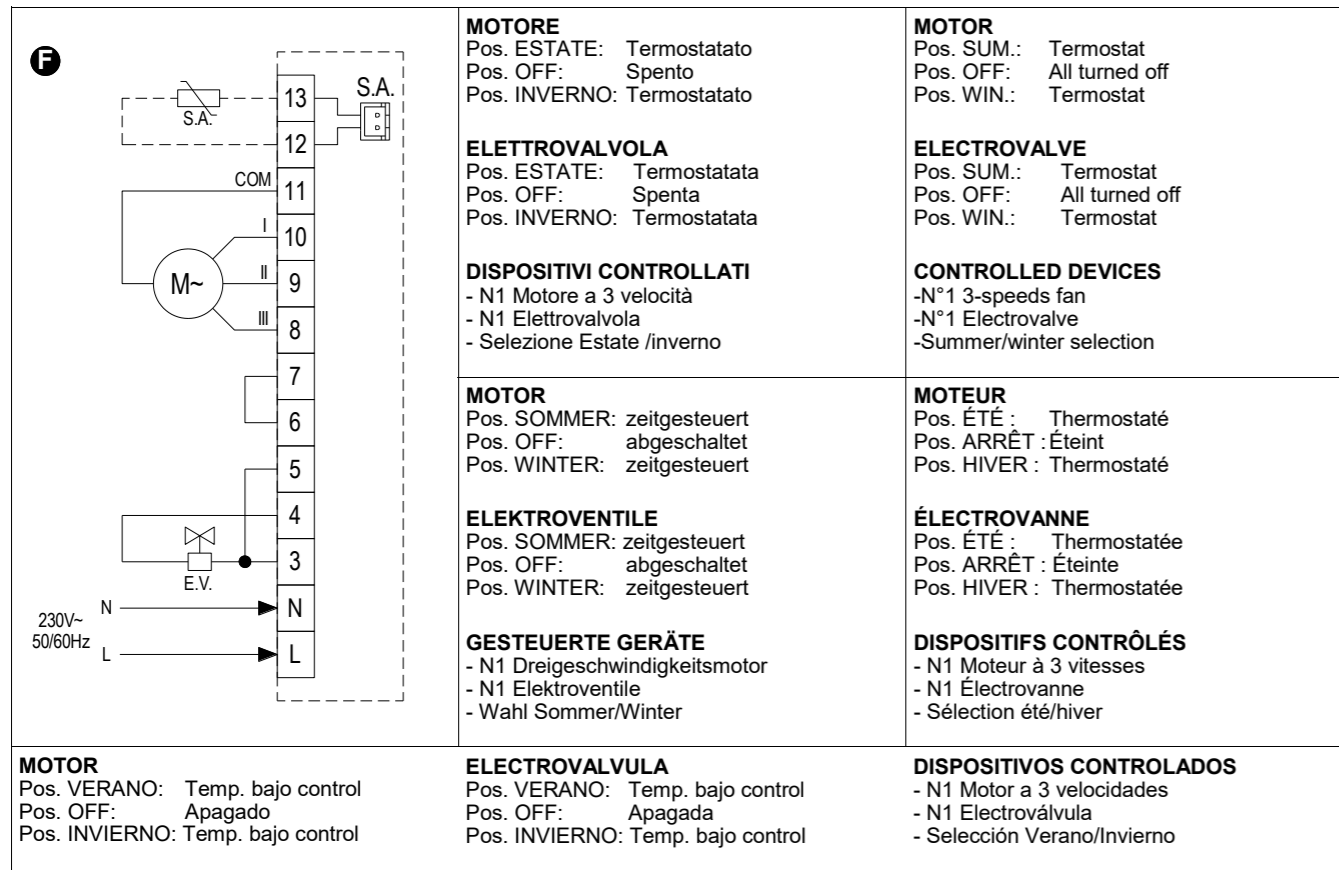 F
13
S.A.
S.A.
12
COM
11
I
10
M~
II
9
III
8
7
6
5
4
3
E.V.
N
N
230V~
50/60Hz
L
L
MOTORE
Pos. ESTATE: Termostatato
Pos. OFF: Spento
Pos. INVERNO: Termostatato
ELETTROVALVOLA
Pos. ESTATE: Termostatata
Pos. OFF: Spenta
Pos. INVERNO: Termostatata
DISPOSITIVI CONTROLLATI
- N1 Motore a 3 velocità
- N1 Elettrovalvola
- Selezione Estate /inverno
MOTOR
Pos. SUM.: Termostat
Pos. OFF: All turned off
Pos. WIN.: Termostat
ELECTROVALVE
Pos. SUM.: Termostat
Pos. OFF: All turned off
Pos. WIN.: Termostat
CONTROLLED DEVICES
-N°1 3-speeds fan
-N°1 Electrovalve
-Summer/winter selection
MOTOR
Pos. SOMMER: zeitgesteuert
Pos. OFF: abgeschaltet
Pos. WINTER: zeitgesteuert
ELEKTROVENTILE
Pos. SOMMER: zeitgesteuert
Pos. OFF: abgeschaltet
Pos. WINTER: zeitgesteuert
GESTEUERTE GERÄTE
- N1 Dreigeschwindigkeitsmotor
- N1 Elektroventile
- Wahl Sommer/Winter
MOTEUR
Pos. ÉTÉ : Thermostaté
Pos. ARRÊT : Éteint
Pos. HIVER : Thermostaté
ÉLECTROVANNE
Pos. ÉTÉ : Thermostatée
Pos. ARRÊT : Éteinte
Pos. HIVER : Thermostatée
DISPOSITIFS CONTRÔLÉS
- N1 Moteur à 3 vitesses
- N1 Électrovanne
- Sélection été/hiver
MOTOR
Pos. VERANO: Temp. bajo control
Pos. OFF: Apagado
Pos. INVIERNO: Temp. bajo control
ELECTROVALVULA
Pos. VERANO: Temp. bajo control
Pos. OFF: Apagada
Pos. INVIERNO: Temp. bajo control
DISPOSITIVOS CONTROLADOS
- N1 Motor a 3 velocidades
- N1 Electroválvula
- Selección Verano/Invierno